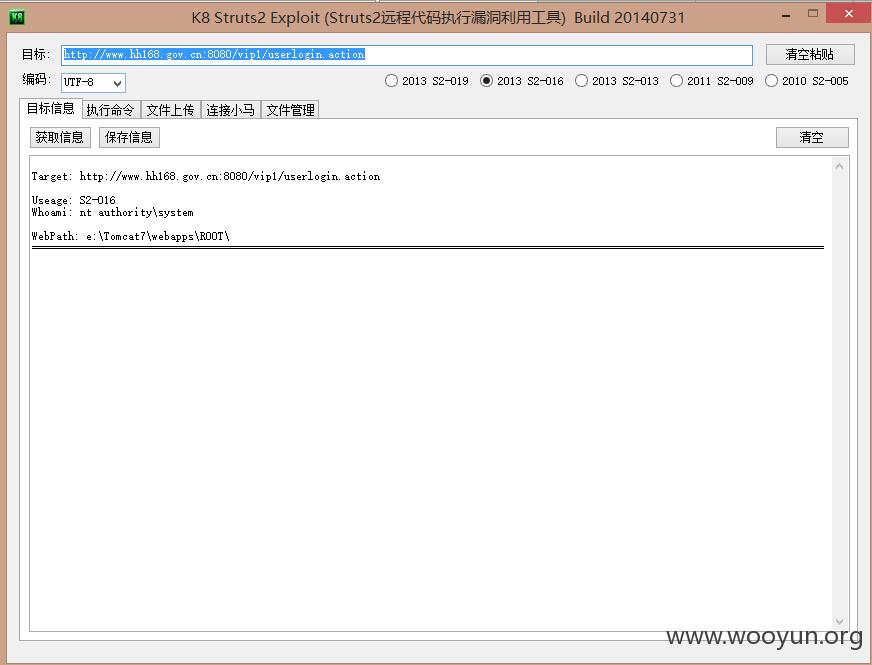 K8 Struts2 Exploit (Struts2远程代码执行漏洞利用工具) Build 20140731
目标: http://www.hh168.gov.cn:8080/vip1/userlogin.action 清空粘贴
编码: UTF-8 2013 S2-019 2013 S2-016 2013 S2-013 2011 S2-009 2010 S2-005
目标信息 执行命令 文件上传 连接小马 文件管理
获取信息 保存信息 清空
Target: http://www.hh168.gov.cn:8080/vip1/userlogin.action
Useage: S2-016
Whoami: nt authority\system
WebPath: e:\Tomcat7\webapps\ROOT\
www.wooyun.org